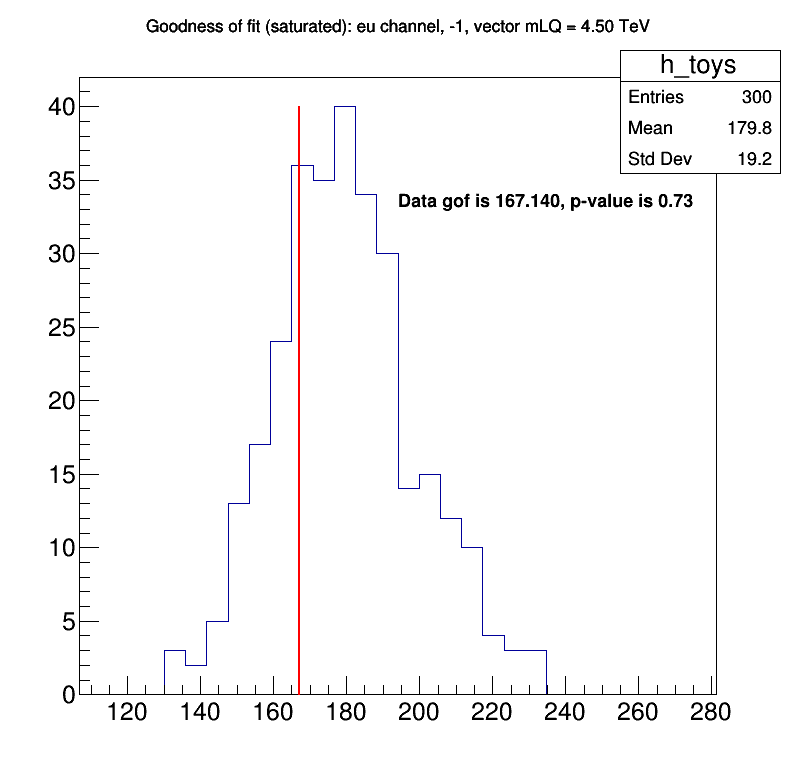 Goodness of fit (saturated): eu channel, -1, vector mLQ = 4.50 TeV
h_toys
Entries 300
Mean 179.8
Std Dev 19.2
Data gof is 167.140, p-value is 0.73
40
35
30
25
20
15
10
5
0
120 140 160 180 200 220 240 260 280